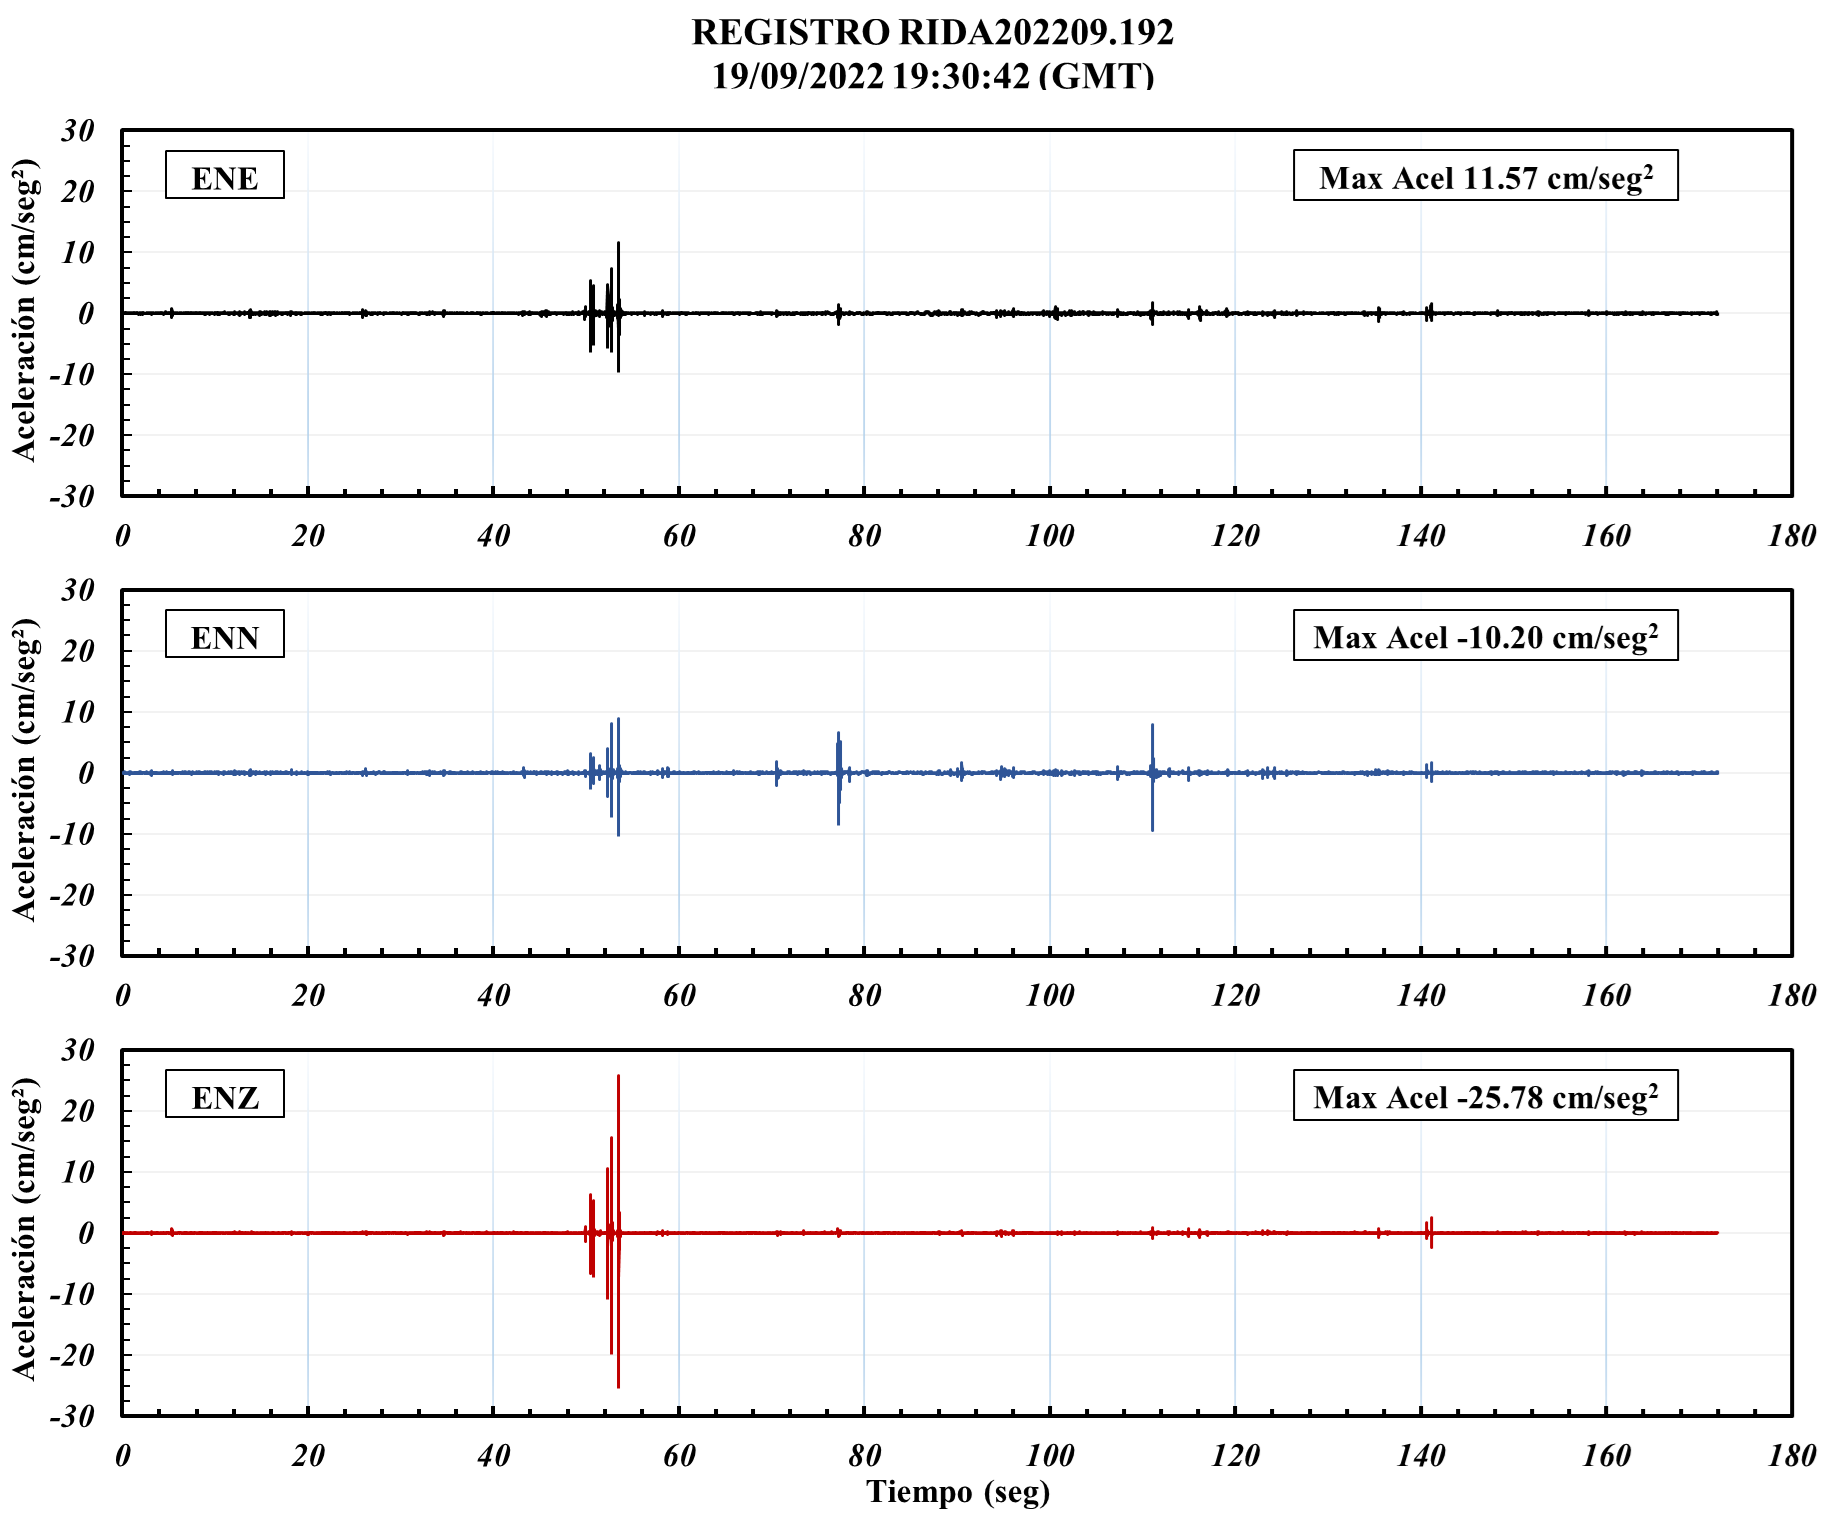 REGISTRO RIDA202209.192
19/09/2022 19:30:42 (GMT)
Aceleración (cm/seg²)
30
20
10
0
-10
-20
-30
ENE
Max Acel 11.57 cm/seg²
0 20 40 60 80 100 120 140 160 180
Aceleración (cm/seg²)
30
20
10
0
-10
-20
-30
ENN
Max Acel -10.20 cm/seg²
0 20 40 60 80 100 120 140 160 180
Aceleración (cm/seg²)
30
20
10
0
-10
-20
-30
ENZ
Max Acel -25.78 cm/seg²
0 20 40 60 80 100 120 140 160 180
Tiempo (seg)